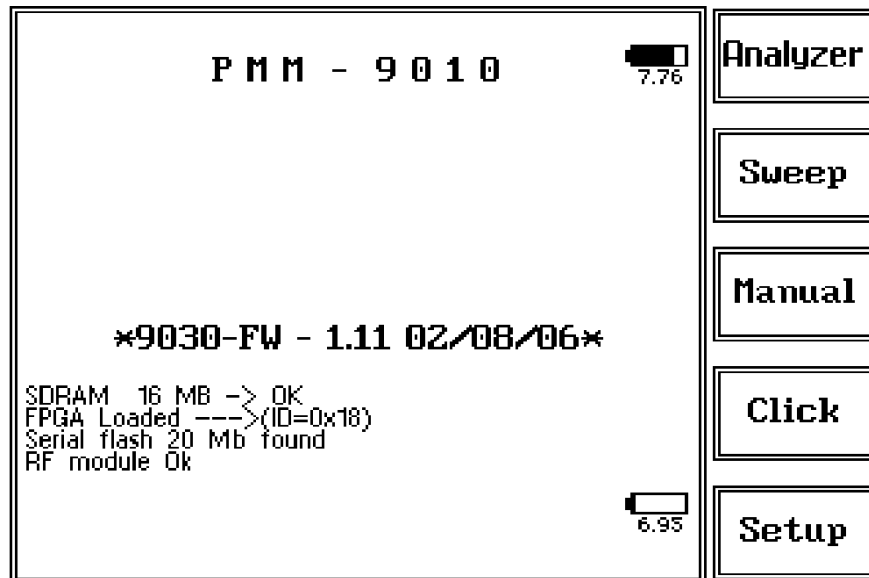 PMM - 9010
7.76
Analyzer
Sweep
Manual
*9030-FW - 1.11 02/08/06*
SDRAM 16 MB -> OK
FPGA Loaded --->(ID=0x18)
Serial flash 20 Mb found
RF module Ok
Click
6.95
Setup